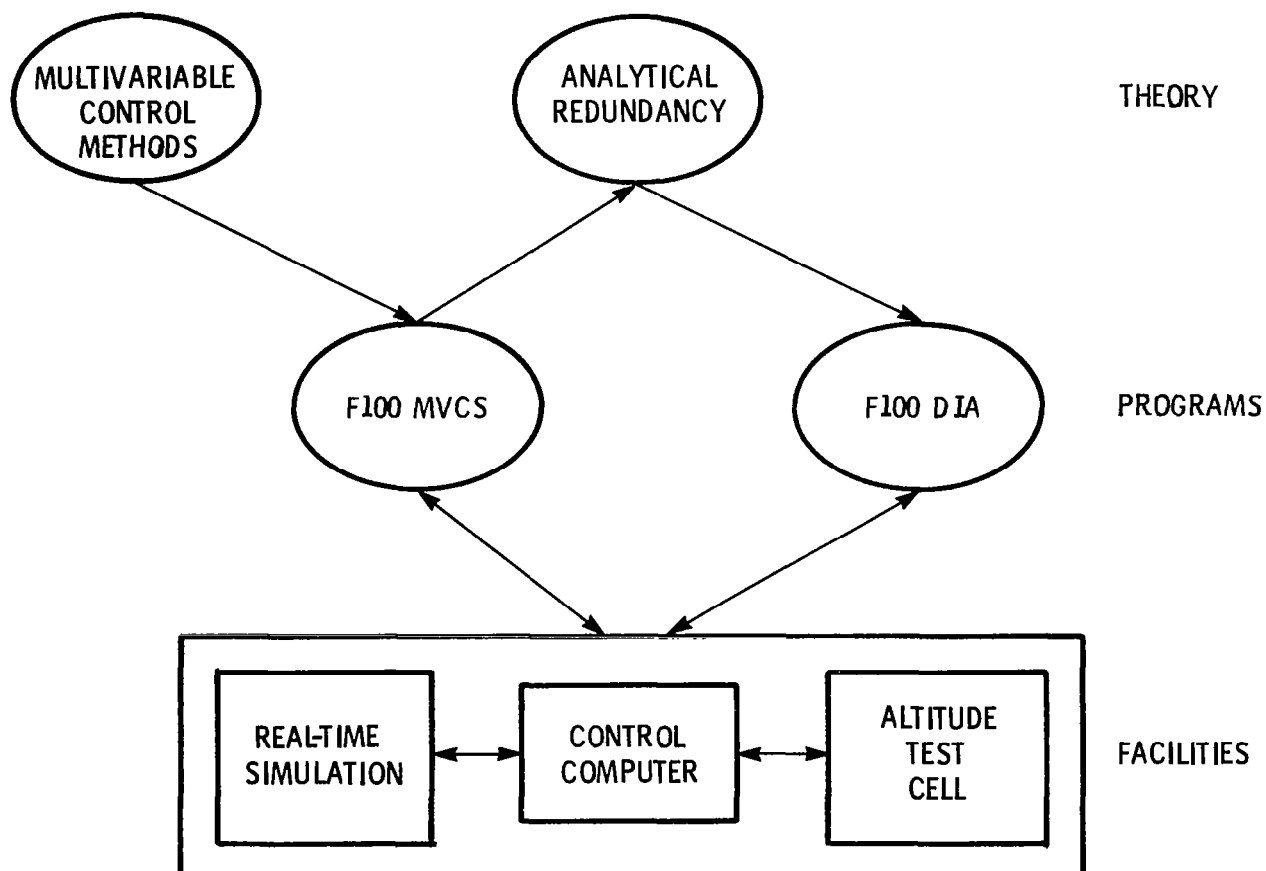 MULTIVARIABLE
CONTROL
METHODS
ANALYTICAL
REDUNDANCY
THEORY
F100 MVCS
F100 DIA
PROGRAMS
REAL-TIME
SIMULATION
CONTROL
COMPUTER
ALTITUDE
TEST
CELL
FACILITIES